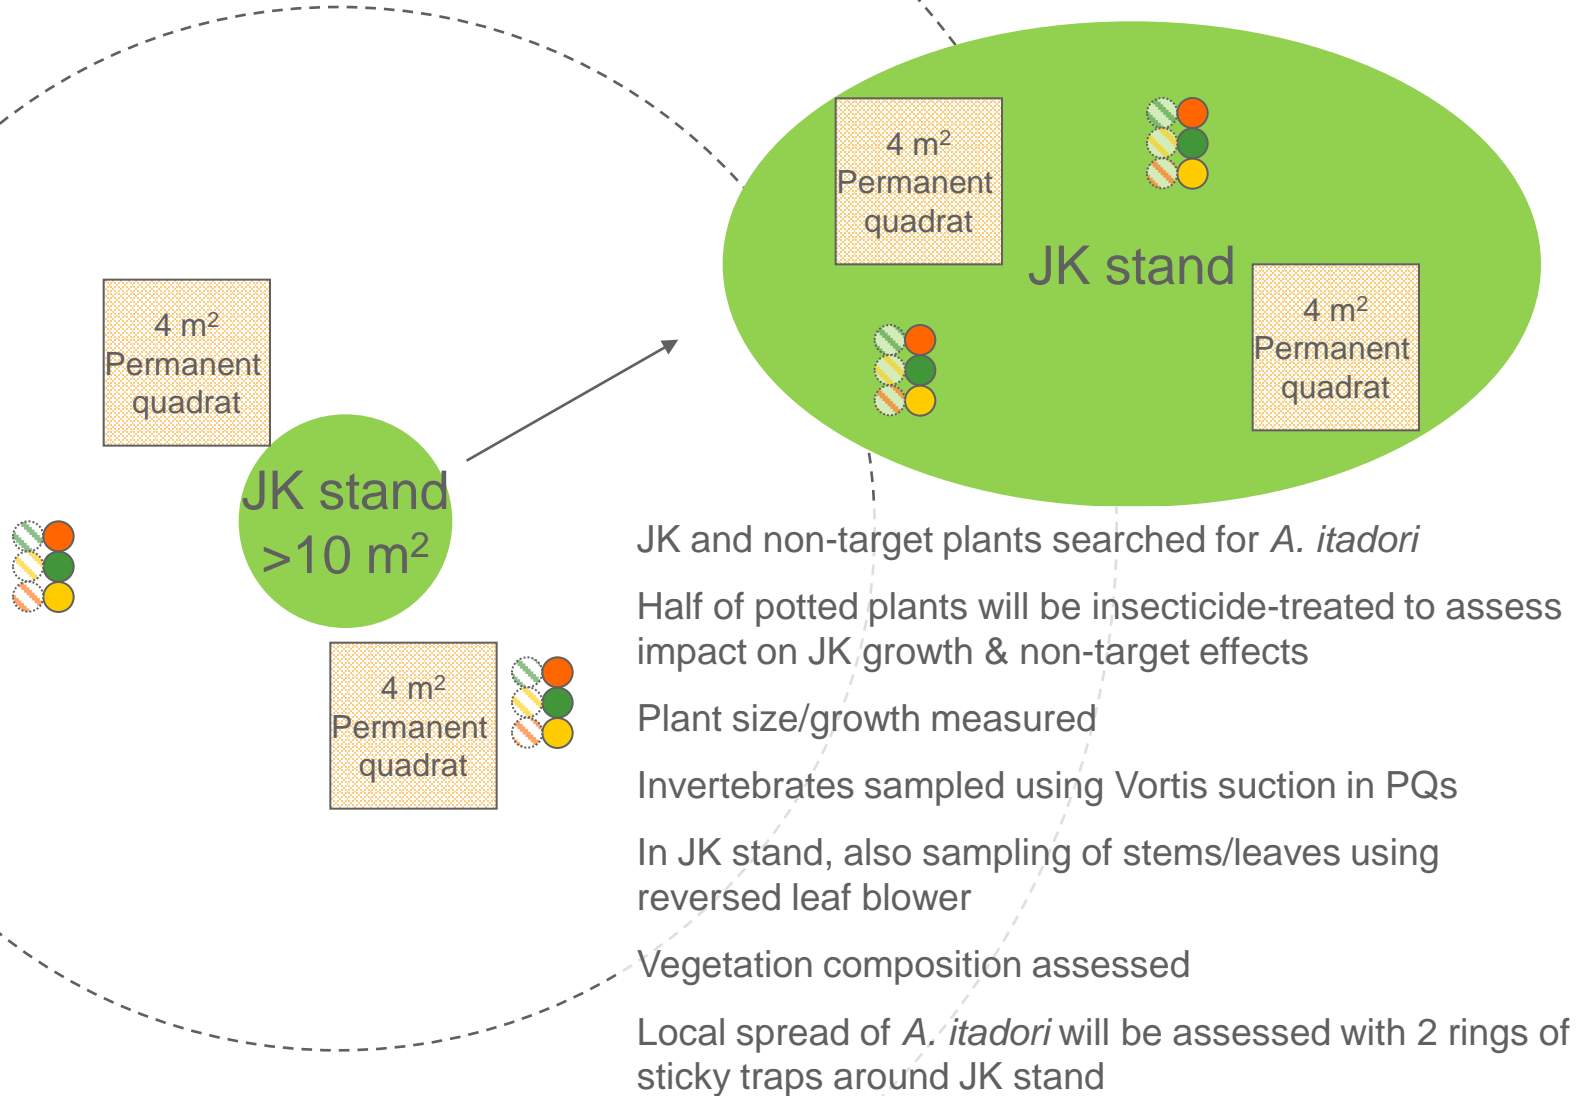 4 m²
Permanent
quadrat
JK stand
4 m²
Permanent
quadrat
4 m²
Permanent
quadrat
JK stand
>10 m²
4 m²
Permanent
quadrat
JK and non-target plants searched for A. itadori
Half of potted plants will be insecticide-treated to assess
impact on JK growth & non-target effects
Plant size/growth measured
Invertebrates sampled using Vortis suction in PQs
In JK stand, also sampling of stems/leaves using
reversed leaf blower
Vegetation composition assessed
Local spread of A. itadori will be assessed with 2 rings of
sticky traps around JK stand